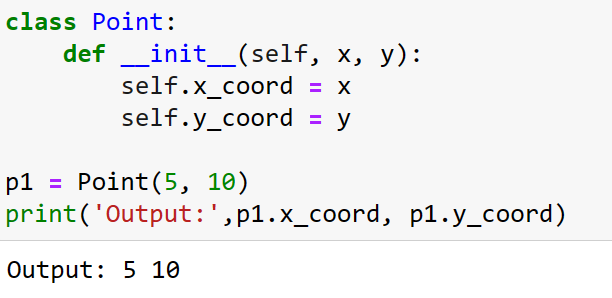 class Point:
    def __init__(self, x, y):
        self.x_coord = x
        self.y_coord = y

p1 = Point(5, 10)
print('Output:',p1.x_coord, p1.y_coord)
Output: 5 10